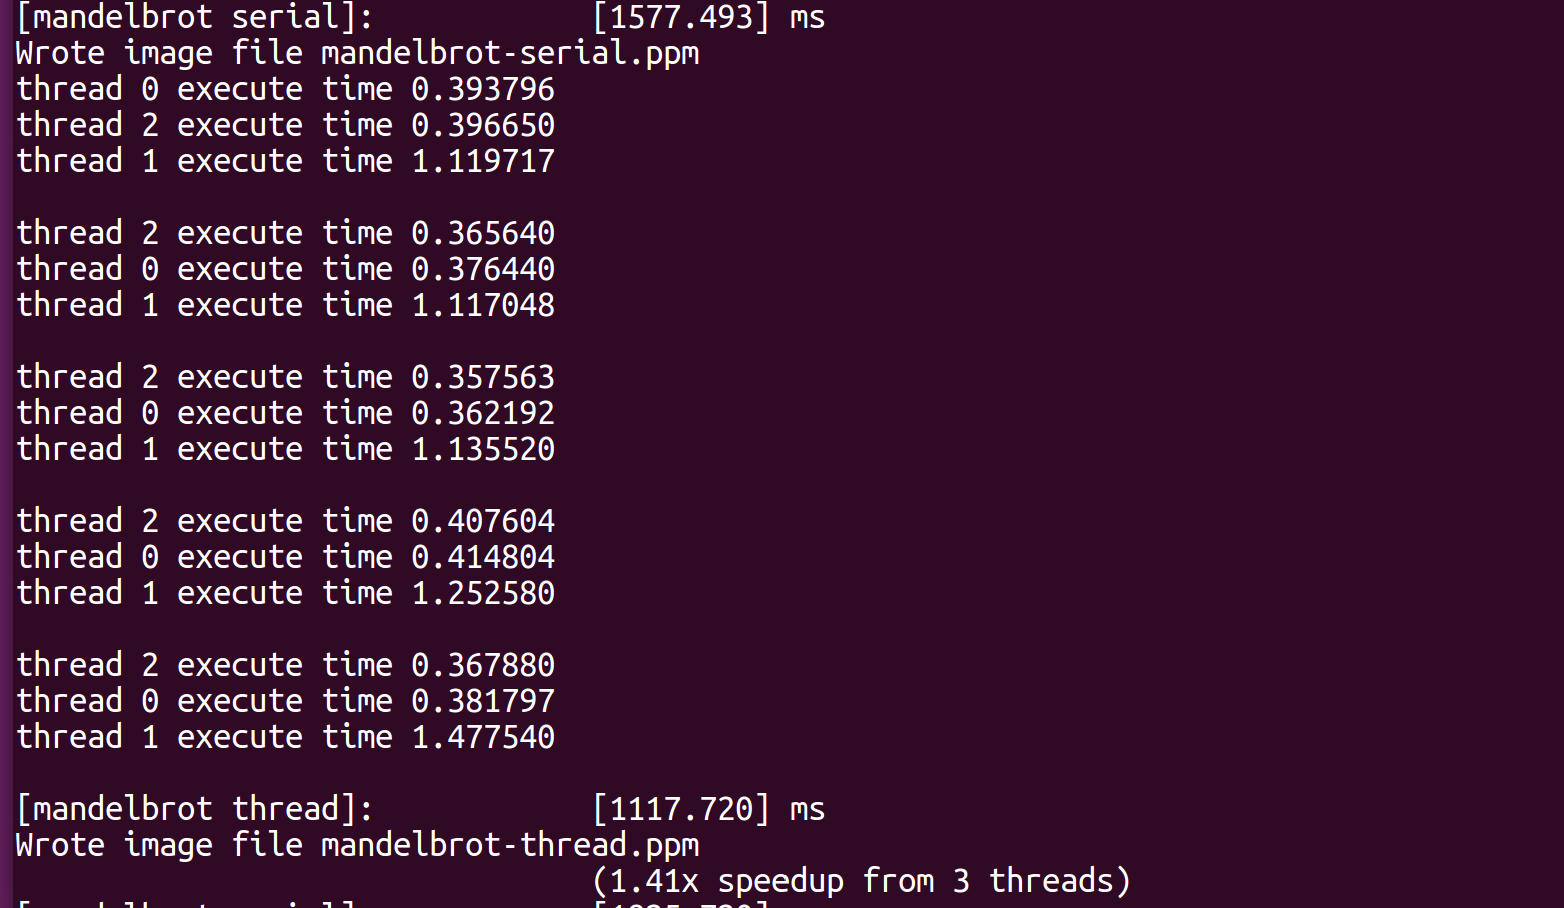 [mandelbrot serial]: [1577.493] ms
Wrote image file mandelbrot-serial.ppm
thread 0 execute time 0.393796
thread 2 execute time 0.396650
thread 1 execute time 1.119717
thread 2 execute time 0.365640
thread 0 execute time 0.376440
thread 1 execute time 1.117048
thread 2 execute time 0.357563
thread 0 execute time 0.362192
thread 1 execute time 1.135520
thread 2 execute time 0.407604
thread 0 execute time 0.414804
thread 1 execute time 1.252580
thread 2 execute time 0.367880
thread 0 execute time 0.381797
thread 1 execute time 1.477540
[mandelbrot thread]: [1117.720] ms
Wrote image file mandelbrot-thread.ppm
(1.41x speedup from 3 threads)